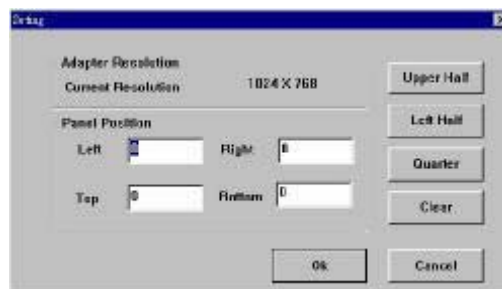 Setting
Adapter Resolution
Current Resolution 1024 X 768
Upper Half
Panel Position
Left Half
Left 0 Right 0
Quarter
Top 0 Bottom 0
Clear
Ok Cancel